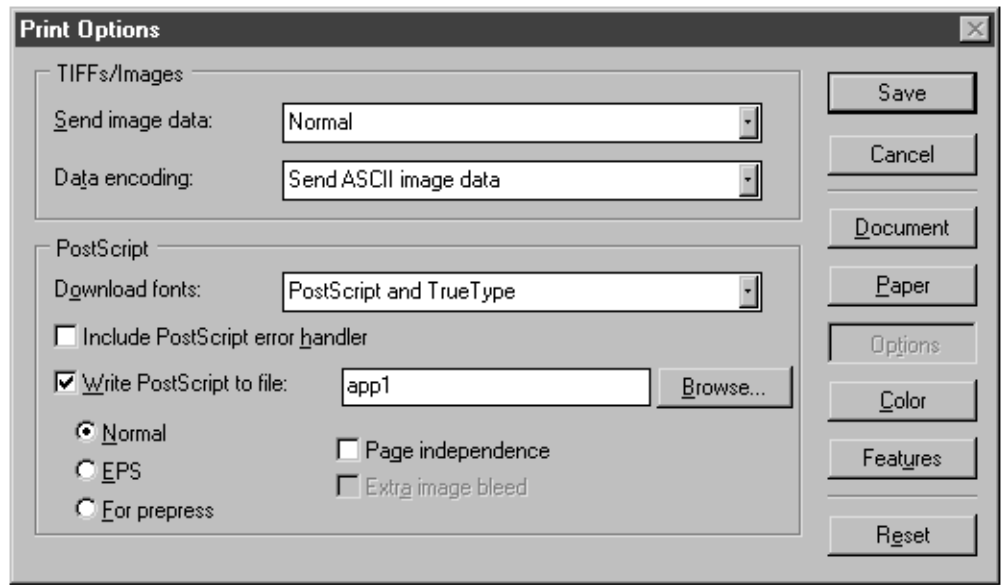 Print Options
TIFFs/Images
Send image data: Normal
Data encoding: Send ASCII image data
PostScript
Download fonts: PostScript and TrueType
Include PostScript error handler
Write PostScript to file: app1 Browse...
Normal
Page independence
EPS
Extra image bleed
For prepress
Save
Cancel
Document
Paper
Options
Color
Features
Reset